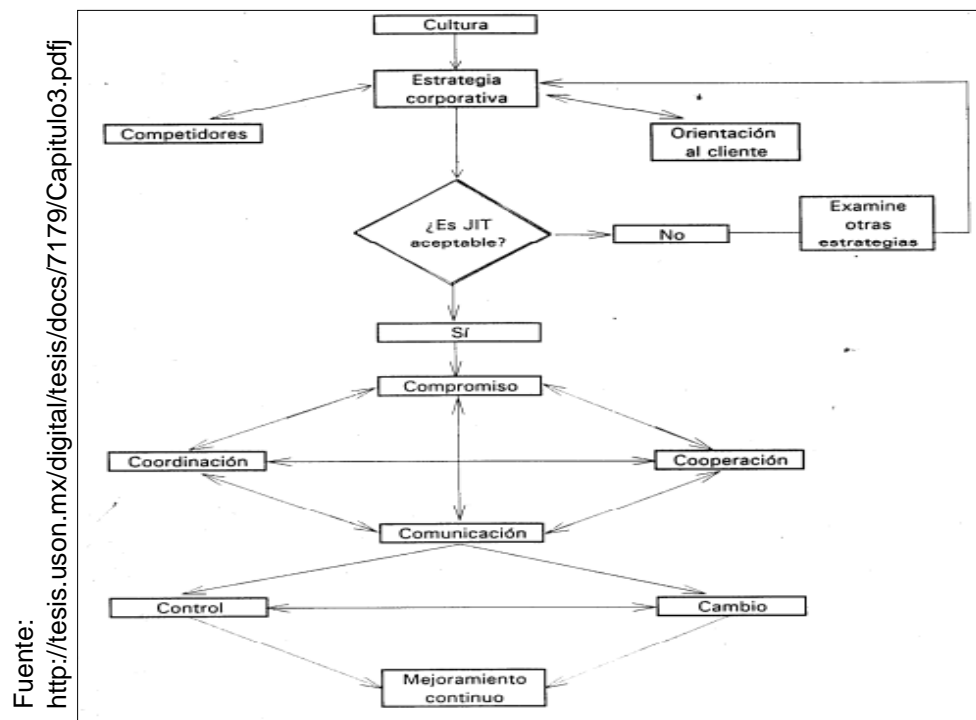 Fuente:
http://tesis.uson.mx/digital/tesis/docs/7179/Capitulo3.pdfj
Cultura
Estrategia
corporativa
Competidores
Orientación
al cliente
¿Es JIT
aceptable?
No
Examine
otras
estrategias
Sí
Compromiso
Coordinación
Cooperación
Comunicación
Control
Cambio
Mejoramiento
continuo